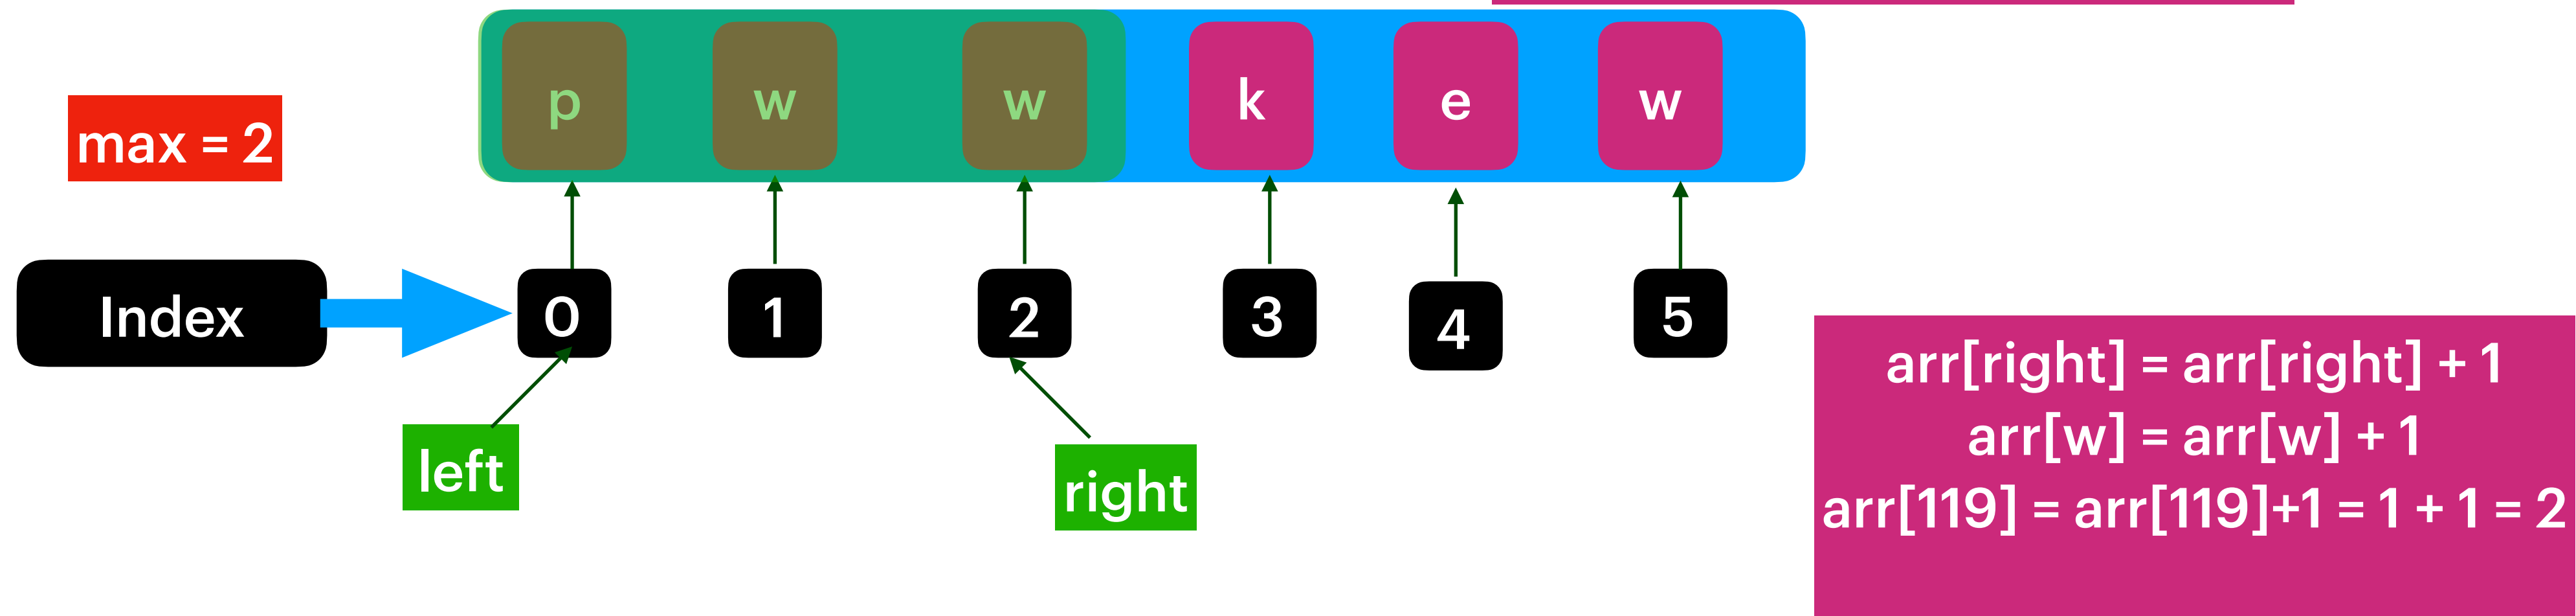 p w w k e w
max = 2
Index 0 1 2 3 4 5
left
right
arr[right] = arr[right] + 1
arr[w] = arr[w] + 1
arr[119] = arr[119]+1 = 1 + 1 = 2